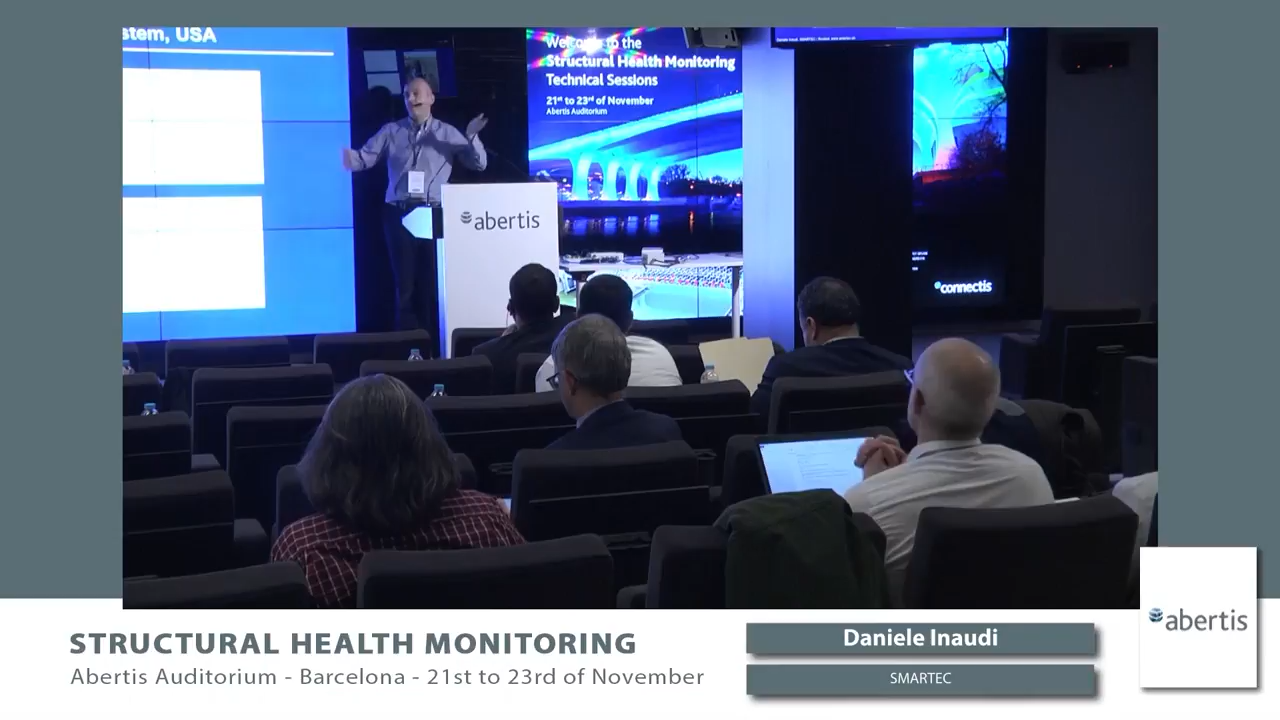 stem, USA
Welcome to the
Structural Health Monitoring
Technical Sessions
21st to 23rd of November
Abertis Auditorium
abertis
connectis
STRUCTURAL HEALTH MONITORING
Abertis Auditorium - Barcelona - 21st to 23rd of November
Daniele Inaudi
SMARTEC
abertis